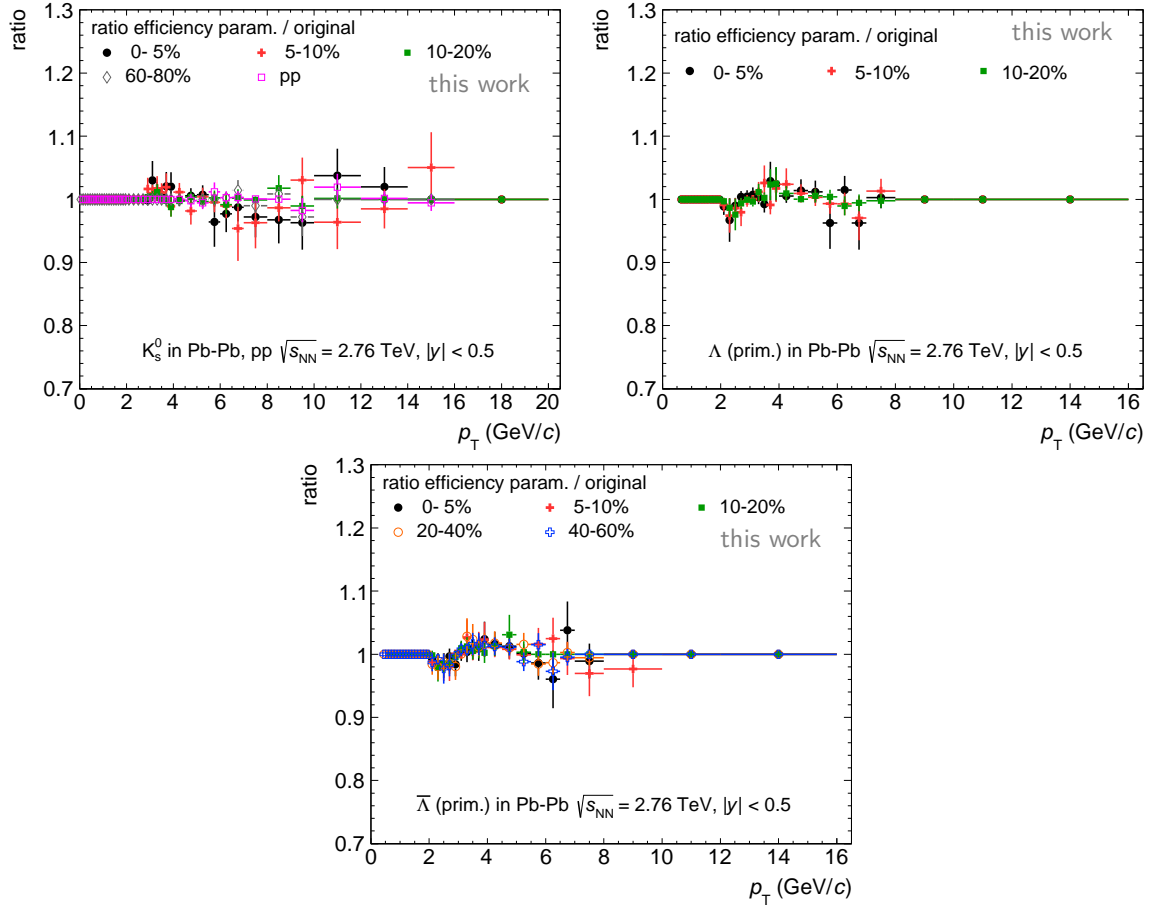 ratio
1.3
1.2
1.1
1
0.9
0.8
0.7
ratio efficiency param. / original
0- 5% 5-10% 10-20%
60-80% pp
this work
K⁰ₛ in Pb-Pb, pp √sNN = 2.76 TeV, |y| < 0.5
0 2 4 6 8 10 12 14 16 18 20
pT (GeV/c)
ratio
1.3
1.2
1.1
1
0.9
0.8
0.7
this work
ratio efficiency param. / original
0- 5% 5-10% 10-20%
Λ (prim.) in Pb-Pb √sNN = 2.76 TeV, |y| < 0.5
0 2 4 6 8 10 12 14 16
pT (GeV/c)
ratio
1.3
1.2
1.1
1
0.9
0.8
0.7
ratio efficiency param. / original
0- 5% 5-10% 10-20%
20-40% 40-60%
this work
Λ̅ (prim.) in Pb-Pb √sNN = 2.76 TeV, |y| < 0.5
0 2 4 6 8 10 12 14 16
pT (GeV/c)